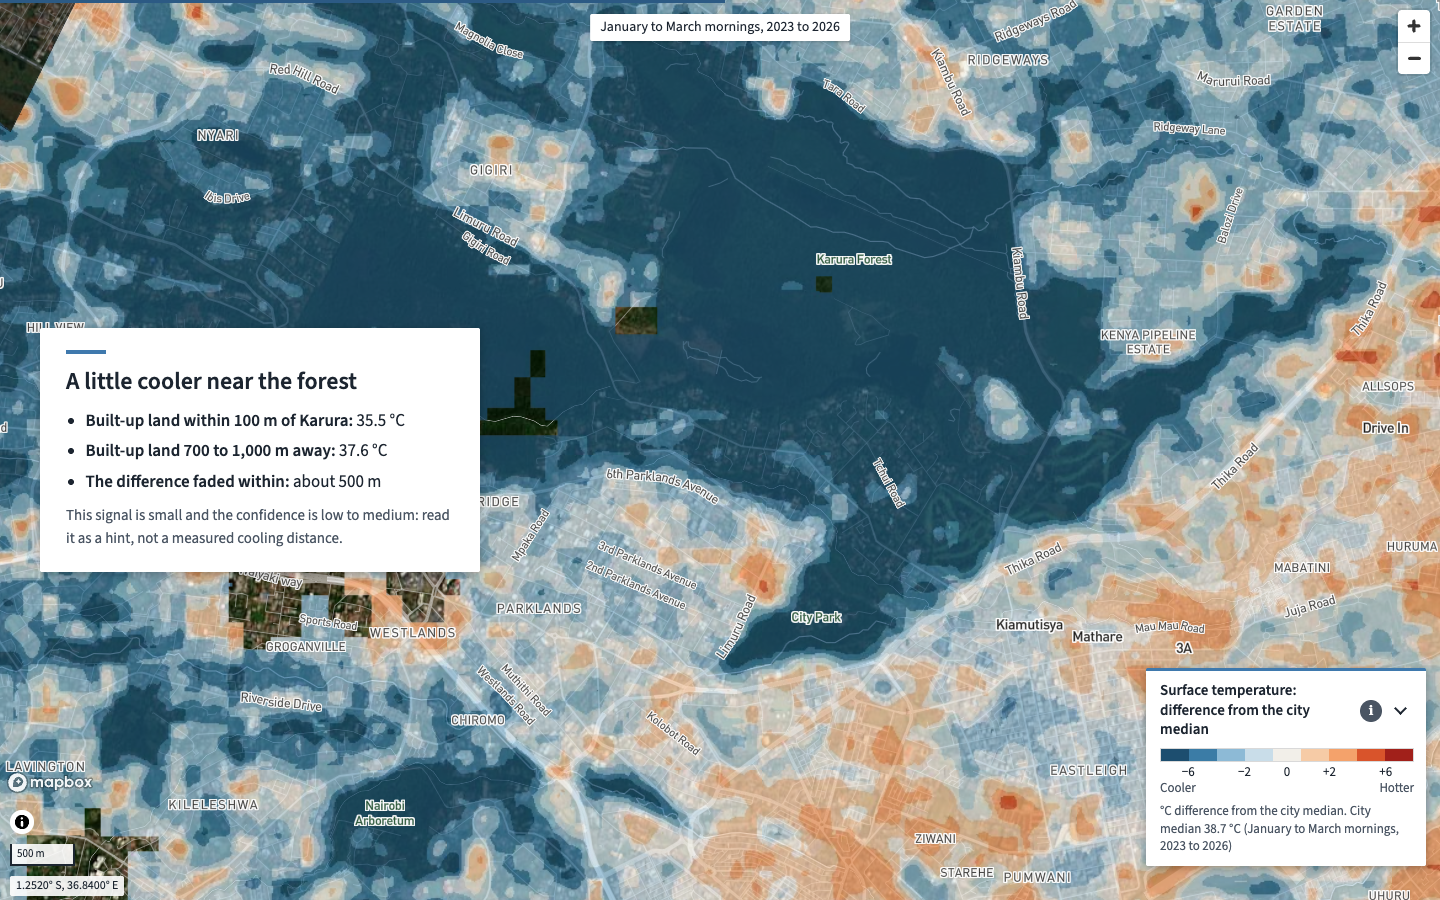 January to March mornings, 2023 to 2026
GARDEN
ESTATE
Magnolia Close
Ridgeways Road
RIDGEWAYS
Red Hill Road
Kiambu Road
Tara Road
Marurui Road
NYARI
Ridgeway Lane
GIGIRI
Ibis Drive
Limuru Road
Gigiri Road
Balozi Drive
Karura Forest
Kiambu Road
Thika Road
HILL VIEW
KENYA PIPELINE
ESTATE
A little cooler near the forest
Built-up land within 100 m of Karura: 35.5 °C
Built-up land 700 to 1,000 m away: 37.6 °C
The difference faded within: about 500 m
This signal is small and the confidence is low to medium: read
it as a hint, not a measured cooling distance.
ALLSOPS
Drive In
Thika Road
6th Parklands Avenue
Tchui Road
RIDGE
Mpaka Road
3rd Parklands Avenue
2nd Parklands Avenue
Thika Road
HURUMA
MABATINI
Waiyaki way
Juja Road
PARKLANDS
Limuru Road
City Park
Sports Road
WESTLANDS
GROGANVILLE
Kiamutisya
Mathare
Mau Mau Road
3A
Muthithi Road
Westlands Road
Riverside Drive
CHIROMO
Kolobot Road
LAVINGTON
mapbox
KILELESHWA
Nairobi
Arboretum
EASTLEIGH
ZIWANI
STAREHE
PUMWANI
UHURU
500 m
1.2520° S, 36.8400° E
Surface temperature:
difference from the city
median
−6 −2 0 +2 +6
Cooler Hotter
°C difference from the city median. City
median 38.7 °C (January to March mornings,
2023 to 2026)